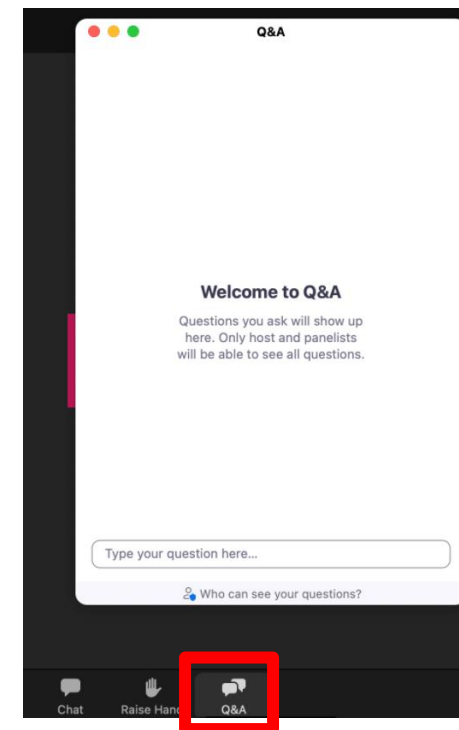 Q&A
Welcome to Q&A
Questions you ask will show up
here. Only host and panelists
will be able to see all questions.
Type your question here...
Who can see your questions?
Chat
Raise Hand
Q&A